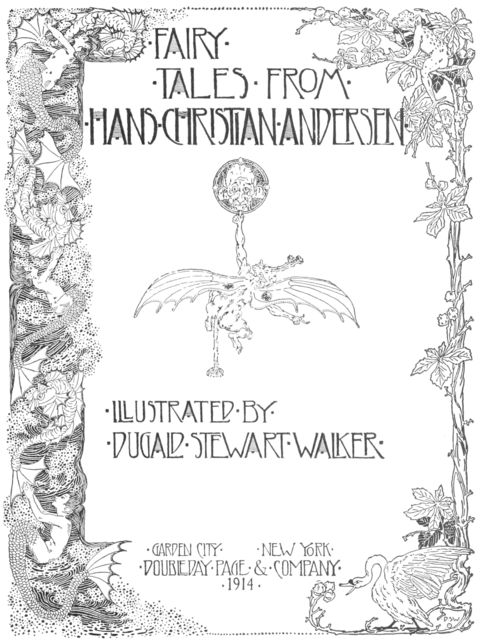 ·FAIRY·
·TALES·FROM·
·HANS·CHRISTIAN·ANDERSEN·
·ILLUSTRATED·BY·
·DUGALD·STEWART·WALKER·
·GARDEN CITY· ·NEW YORK·
·DOUBLEDAY·PAGE·&·COMPANY·
·1914·
DSW